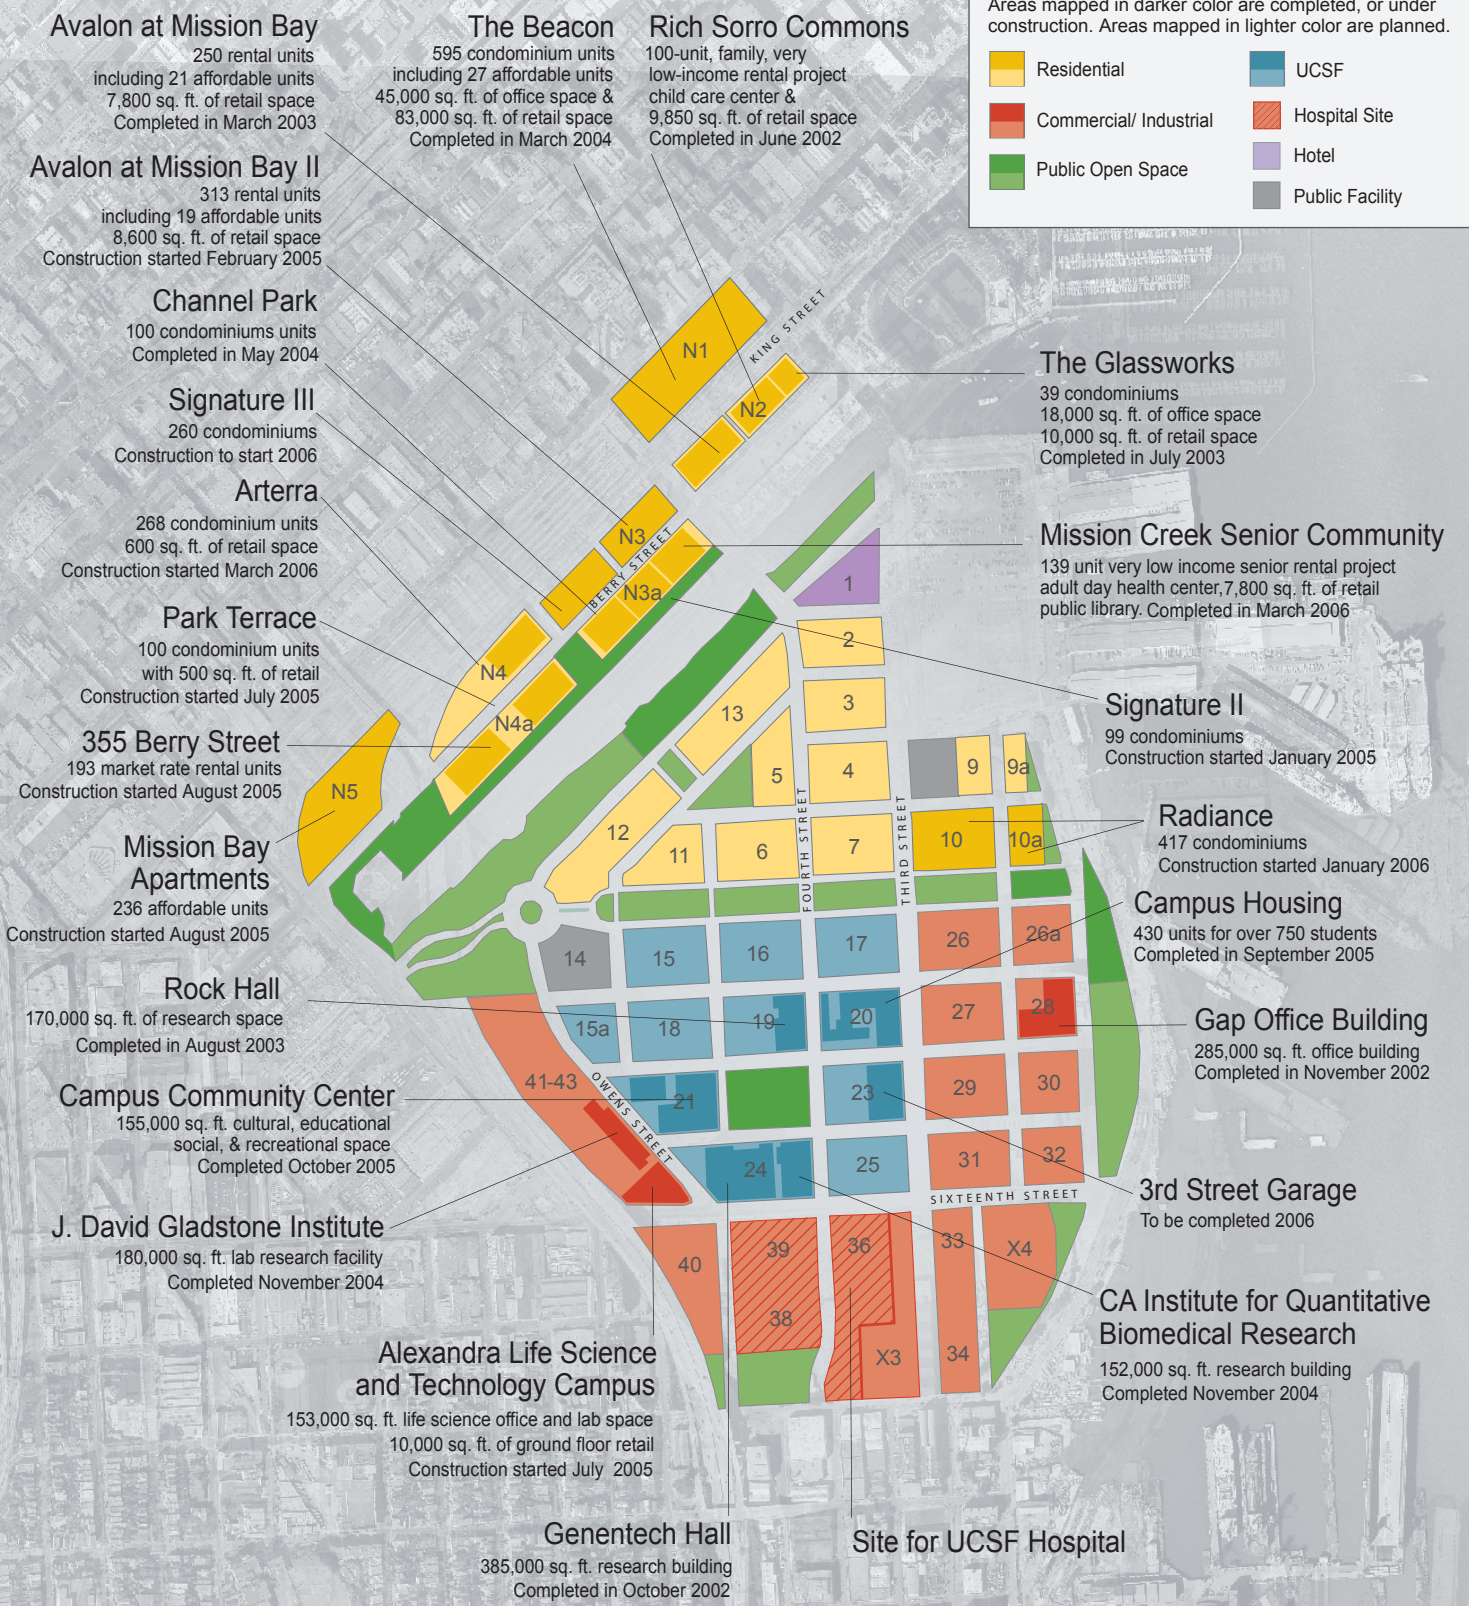 Areas mapped in darker color are completed, or under
construction. Areas mapped in lighter color are planned.
Residential
Commercial/ Industrial
Public Open Space
UCSF
Hospital Site
Hotel
Public Facility
Avalon at Mission Bay
250 rental units
including 21 affordable units
7,800 sq. ft. of retail space
Completed in March 2003
The Beacon
595 condominium units
including 27 affordable units
45,000 sq. ft. of office space &
83,000 sq. ft. of retail space
Completed in March 2004
Rich Sorro Commons
100-unit, family, very
low-income rental project
child care center &
9,850 sq. ft. of retail space
Completed in June 2002
Avalon at Mission Bay II
313 rental units
including 19 affordable units
8,600 sq. ft. of retail space
Construction started February 2005
Channel Park
100 condominiums units
Completed in May 2004
Signature III
260 condominiums
Construction to start 2006
Arterra
268 condominium units
600 sq. ft. of retail space
Construction started March 2006
Park Terrace
100 condominium units
with 500 sq. ft. of retail
Construction started July 2005
355 Berry Street
193 market rate rental units
Construction started August 2005
Mission Bay
Apartments
236 affordable units
Construction started August 2005
Rock Hall
170,000 sq. ft. of research space
Completed in August 2003
Campus Community Center
155,000 sq. ft. cultural, educational
social, & recreational space
Completed October 2005
J. David Gladstone Institute
180,000 sq. ft. lab research facility
Completed November 2004
Alexandra Life Science
and Technology Campus
153,000 sq. ft. life science office and lab space
10,000 sq. ft. of ground floor retail
Construction started July 2005
Genentech Hall
385,000 sq. ft. research building
Completed in October 2002
Site for UCSF Hospital
The Glassworks
39 condominiums
18,000 sq. ft. of office space
10,000 sq. ft. of retail space
Completed in July 2003
Mission Creek Senior Community
139 unit very low income senior rental project
adult day health center,7,800 sq. ft. of retail
public library. Completed in March 2006
Signature II
99 condominiums
Construction started January 2005
Radiance
417 condominiums
Construction started January 2006
Campus Housing
430 units for over 750 students
Completed in September 2005
Gap Office Building
285,000 sq. ft. office building
Completed in November 2002
3rd Street Garage
To be completed 2006
CA Institute for Quantitative
Biomedical Research
152,000 sq. ft. research building
Completed November 2004
N1
KING STREET
N2
N3
BERRY STREET
N3a
N4
N4a
N5
1
2
3
13
4
5
9
9a
12
11
6
7
10
10a
FOURTH STREET
THIRD STREET
14
15
16
17
26
26a
15a
18
19
20
27
28
41-43
OWENS STREET
21
23
29
30
24
25
31
32
SIXTEENTH STREET
40
39
36
33
X4
38
X3
34